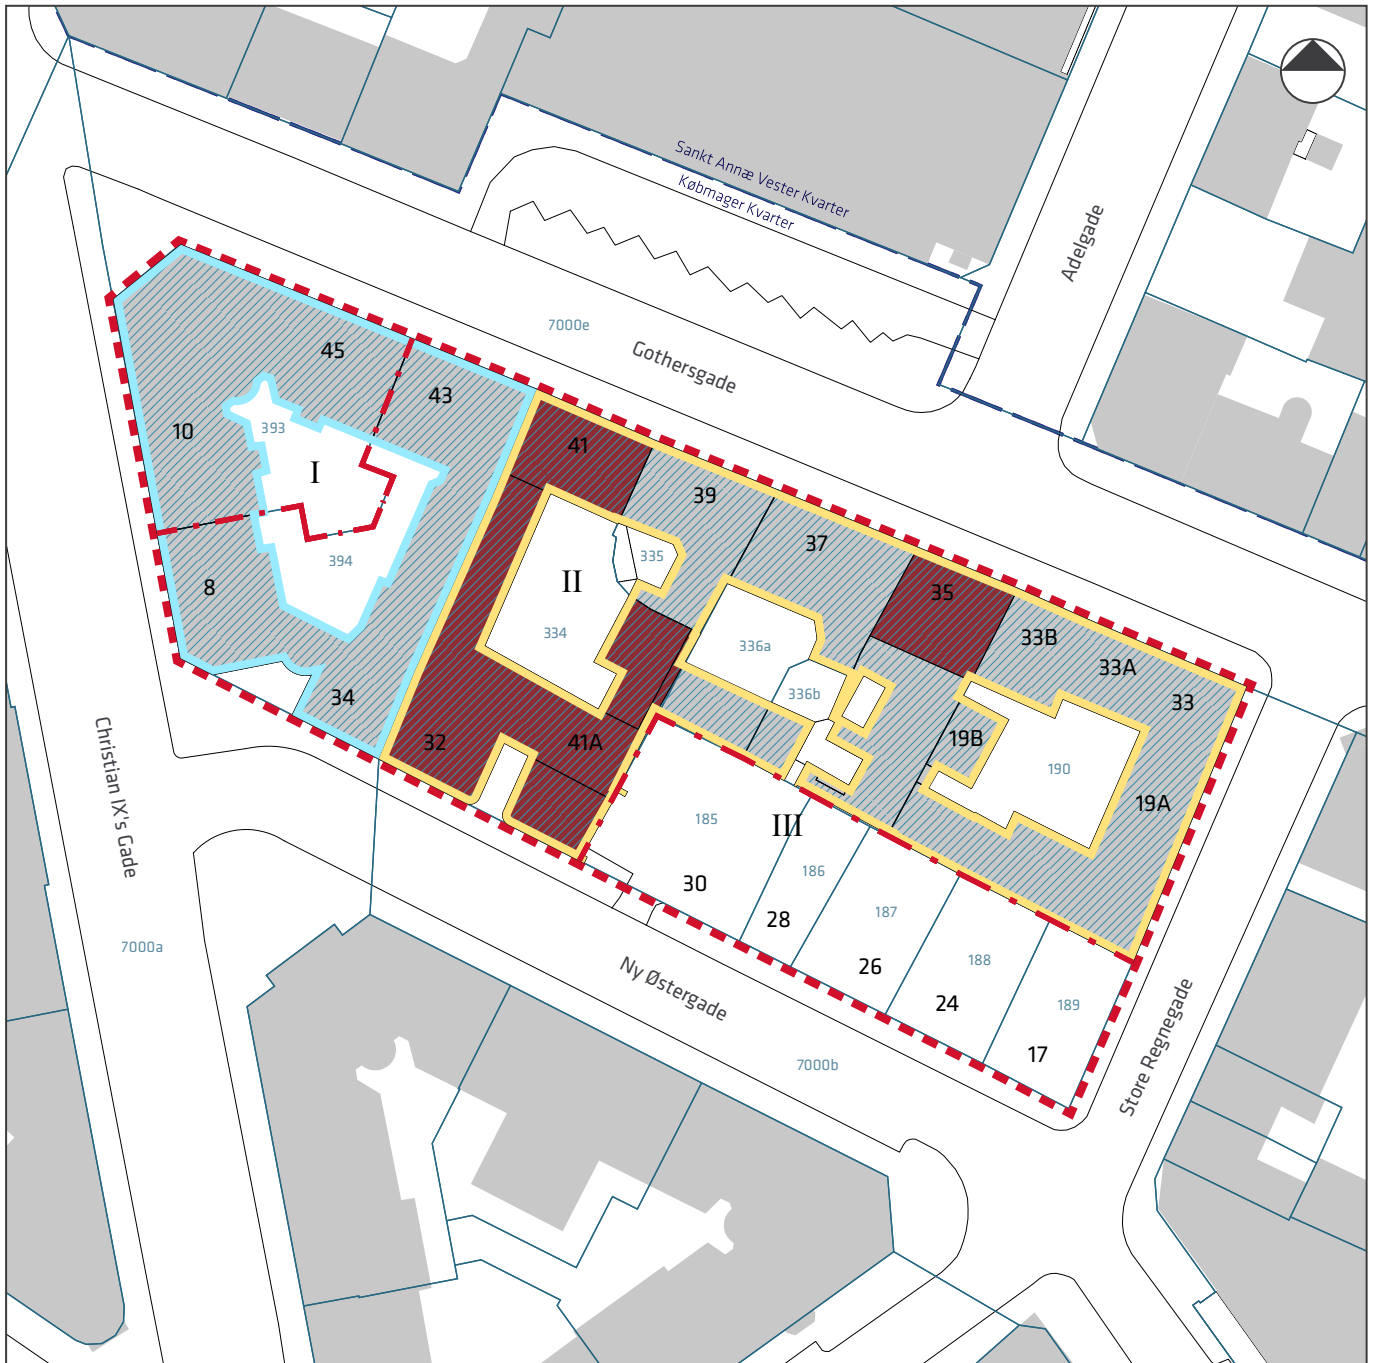 Sankt Annæ Vester Kvarter
Købmager Kvarter
Adelgade
7000e
Gothersgade
45
43
10
393
I
41
39
37
394
8
II
335
334
35
33B
33A
33
336a
336b
34
32
41A
19B
190
19A
Christian IX's Gade
185
III
186
30
28
187
26
188
24
189
17
7000a
Ny Østergade
7000b
Store Regnegade